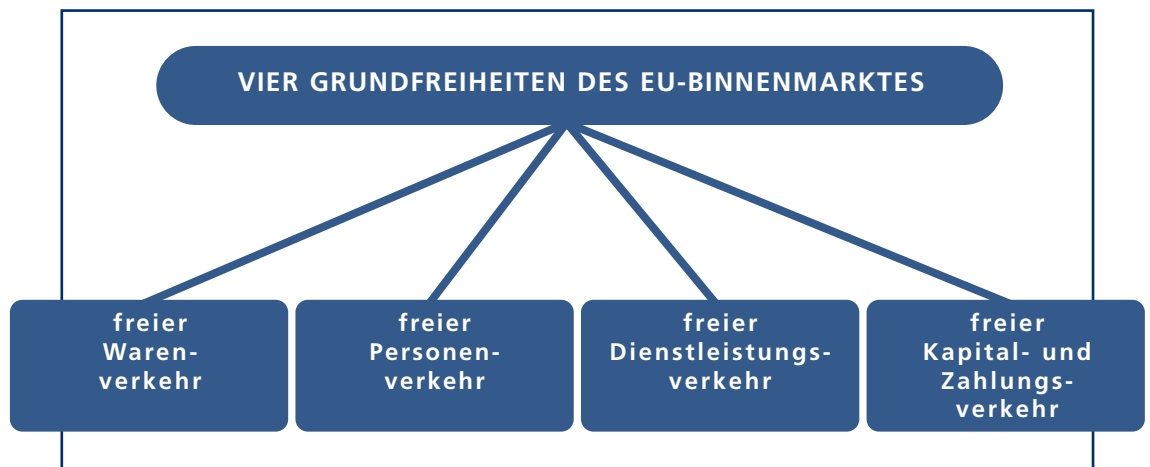 VIER GRUNDFREIHEITEN DES EU-BINNENMARKTES
freier
Waren-
verkehr
freier
Personen-
verkehr
freier
Dienstleistungs-
verkehr
freier
Kapital- und
Zahlungs-
verkehr